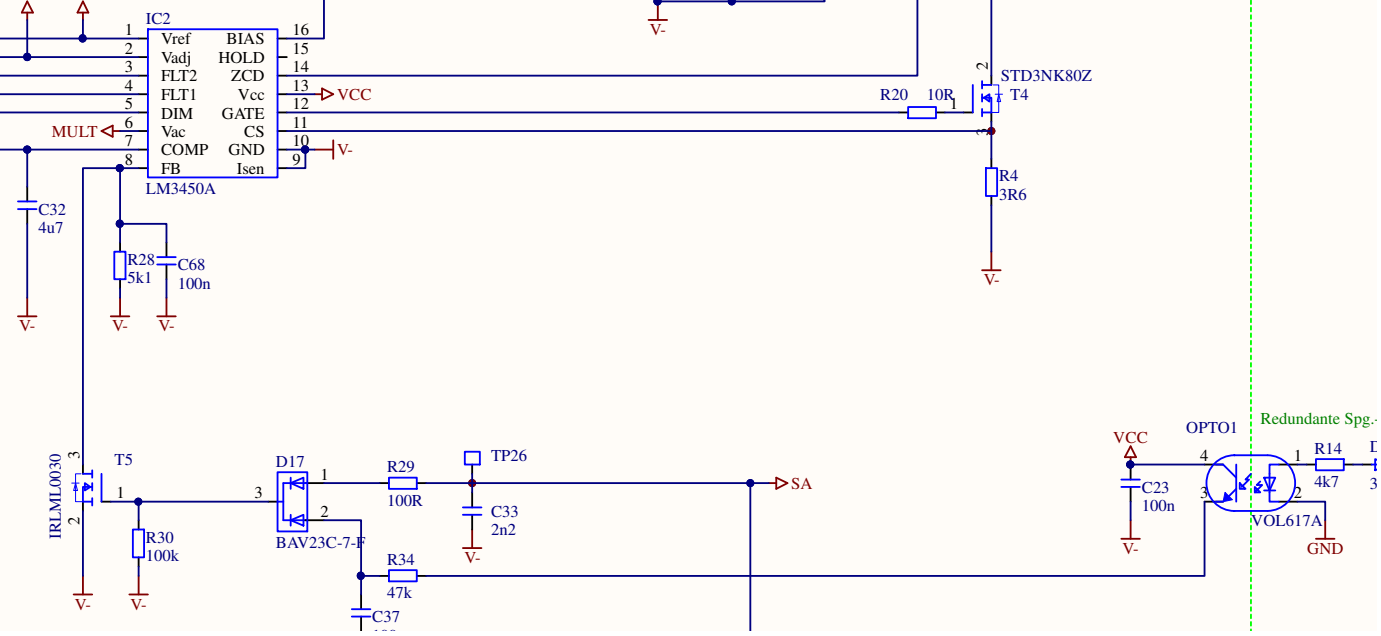 IC2
1
Vref
BIAS
16
2
Vadj
HOLD
15
3
FLT2
ZCD
14
4
FLT1
Vcc
13
VCC
5
DIM
GATE
12
MULT
6
Vac
CS
11
7
COMP
GND
10
V-
8
FB
Isen
9
LM3450A
V-
2
STD3NK80Z
R20
10R
1
T4
3
R4
3R6
V-
C32
4u7
R28
5k1
C68
100n
V-
V-
V-
Redundante Spg.-
IRLML0030
3
T5
1
2
R30
100k
V-
V-
D17
3
1
2
BAV23C-7-F
R29
100R
TP26
C33
2n2
V-
SA
R34
47k
C37
VCC
C23
100n
V-
OPTO1
4
3
1
2
VOL617A
R14
4k7
GND